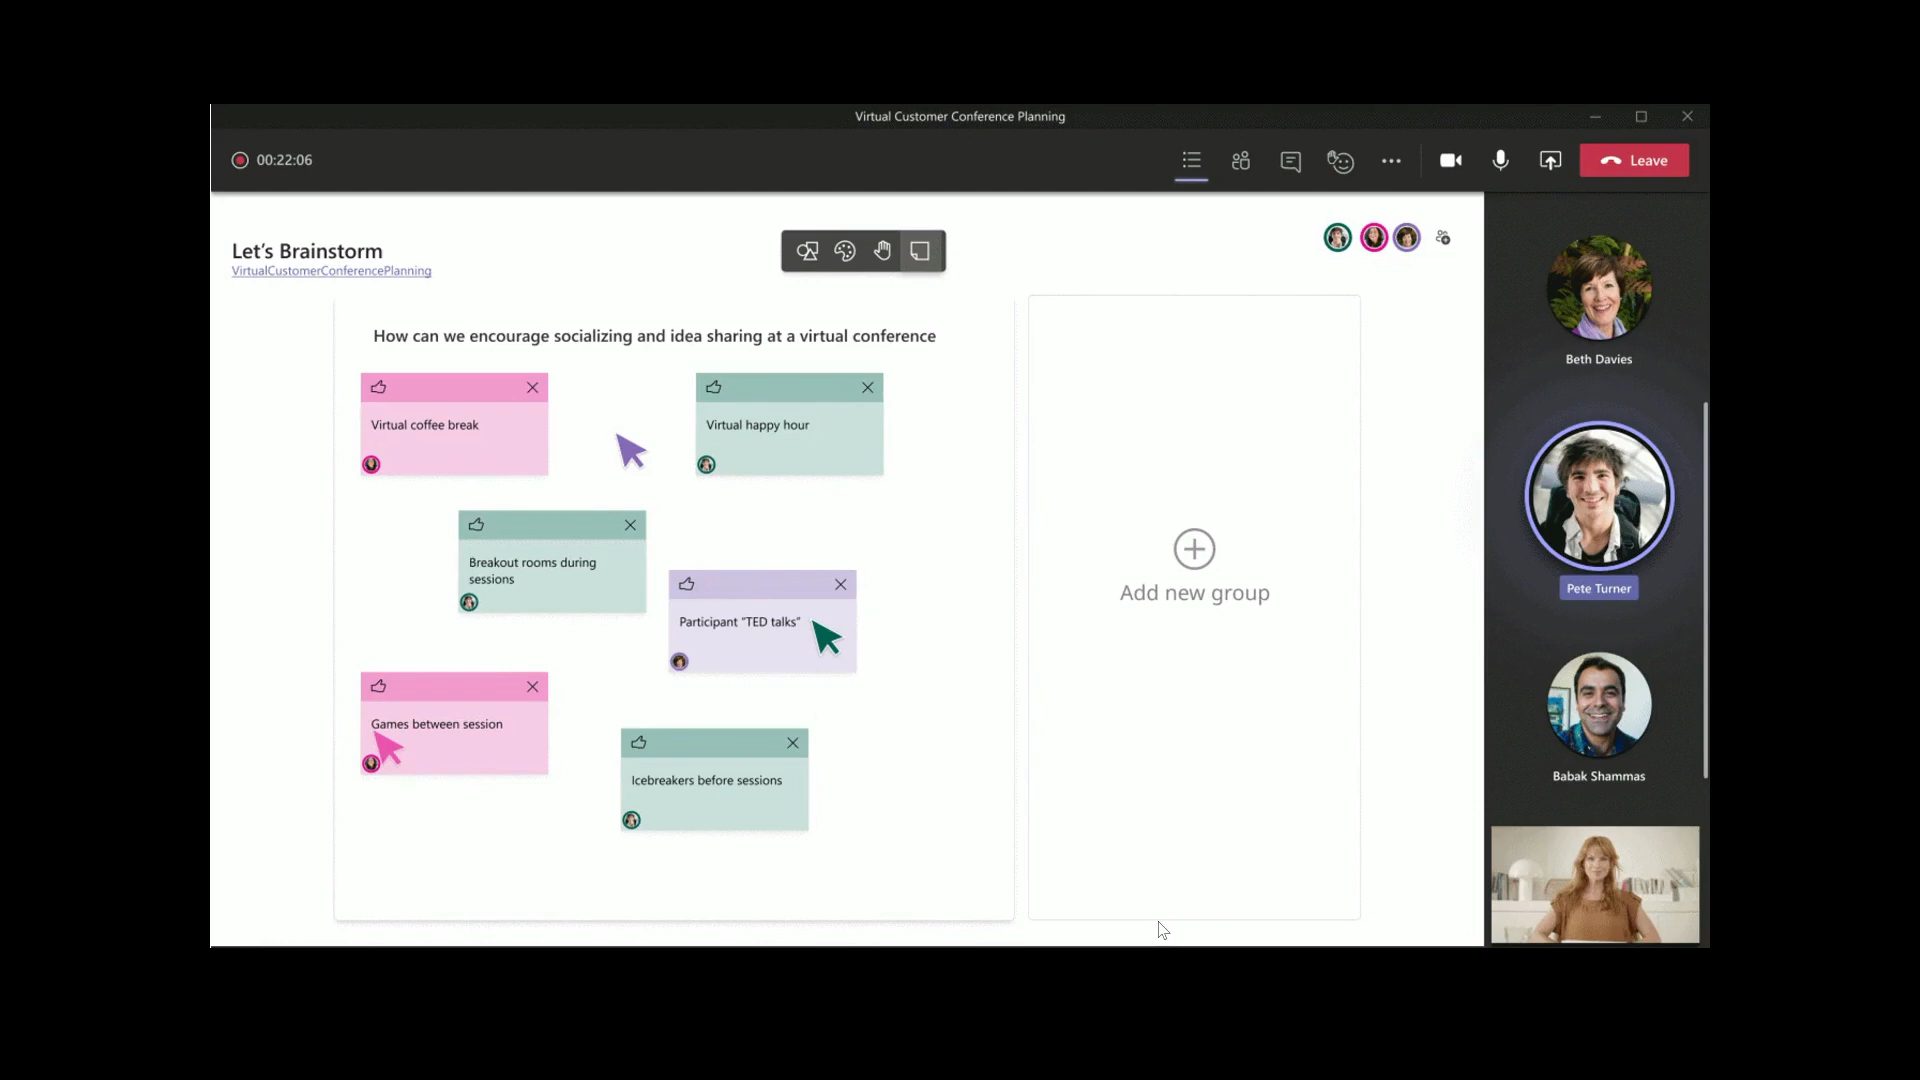 Virtual Customer Conference Planning
00:22:06
Leave
Let's Brainstorm
VirtualCustomerConferencePlanning
How can we encourage socializing and idea sharing at a virtual conference
Virtual coffee break
Virtual happy hour
Breakout rooms during
sessions
Participant “TED talks”
Games between session
Icebreakers before sessions
Add new group
Beth Davies
Pete Turner
Babak Shammas